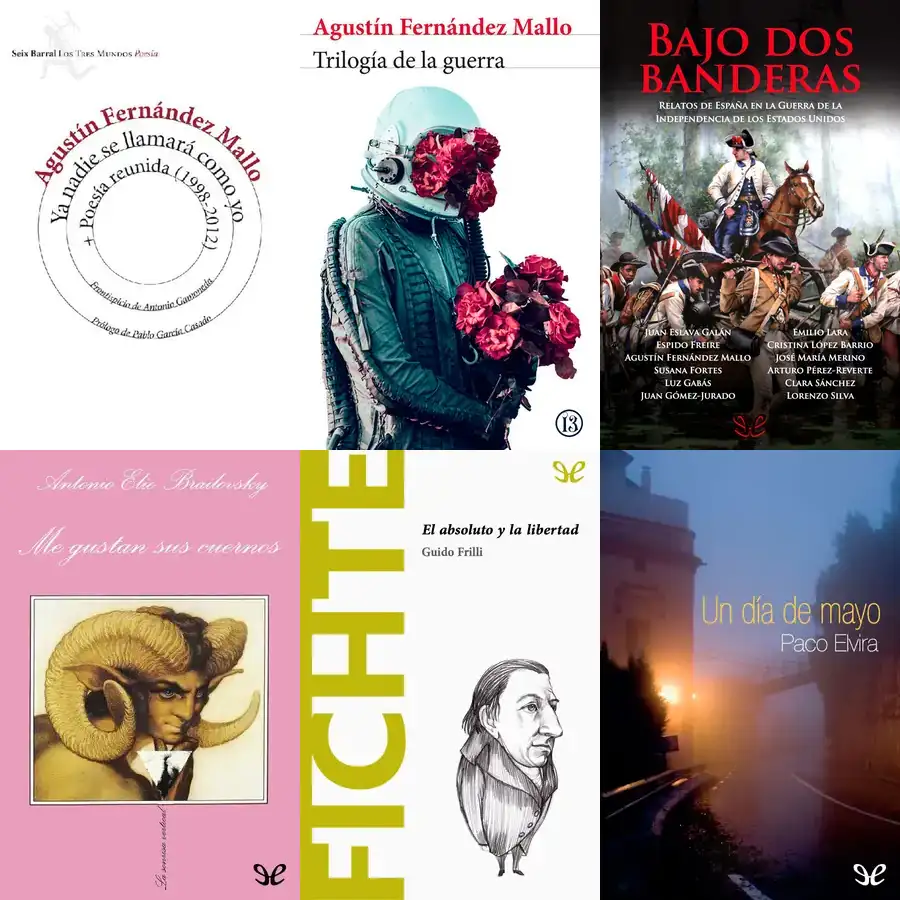 Seix Barral Los Tres Mundos Poesía
Agustín Fernández Mallo
Ya nadie se llamará como yo
+ Poesía reunida (1998-2012)
Frontispicio de Antonio Gamoneda
Prólogo de Pablo García Casado
Agustín Fernández Mallo
Trilogía de la guerra
13
BAJO DOS
BANDERAS
RELATOS DE ESPAÑA EN LA GUERRA DE LA
INDEPENDENCIA DE LOS ESTADOS UNIDOS
JUAN ESLAVA GALÁN
ESPIDO FREIRE
AGUSTÍN FERNÁNDEZ MALLO
SUSANA FORTES
LUZ GABÁS
JUAN GÓMEZ-JURADO
EMILIO LARA
CRISTINA LÓPEZ BARRIO
JOSÉ MARÍA MERINO
ARTURO PÉREZ-REVERTE
CLARA SÁNCHEZ
LORENZO SILVA
Antonio Elio Brailovsky
Me gustan sus cuernos
La sonrisa vertical
FICHTE
El absoluto y la libertad
Guido Frilli
Un día de mayo
Paco Elvira